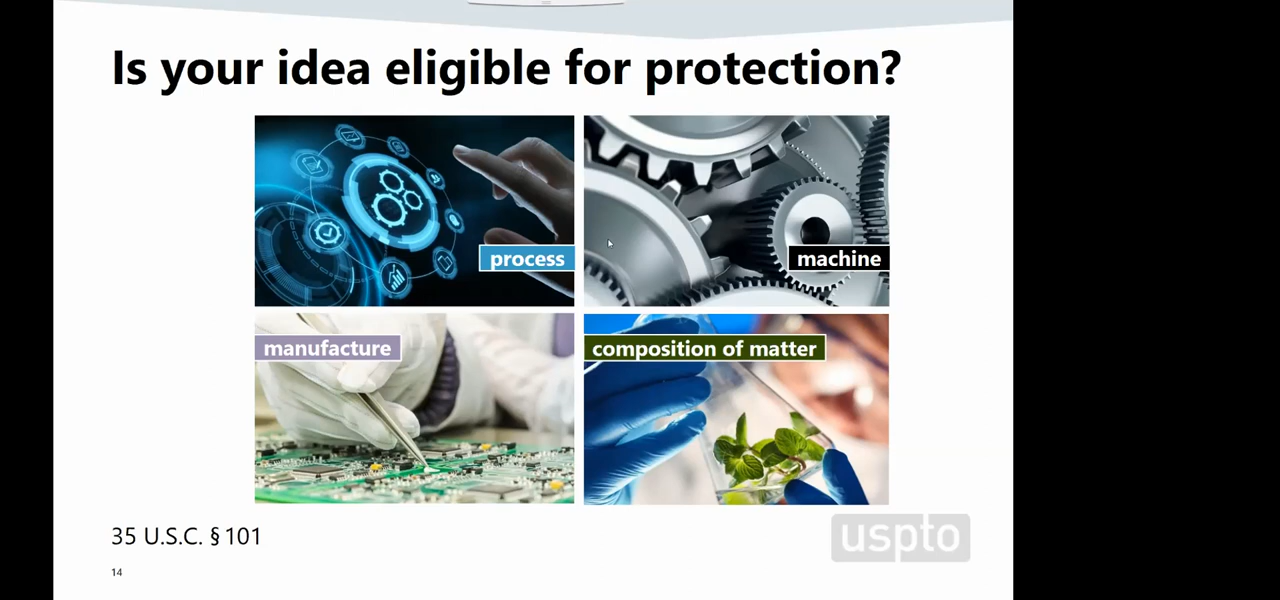 Is your idea eligible for protection?
process
machine
manufacture
composition of matter
35 U.S.C. § 101
uspto
14